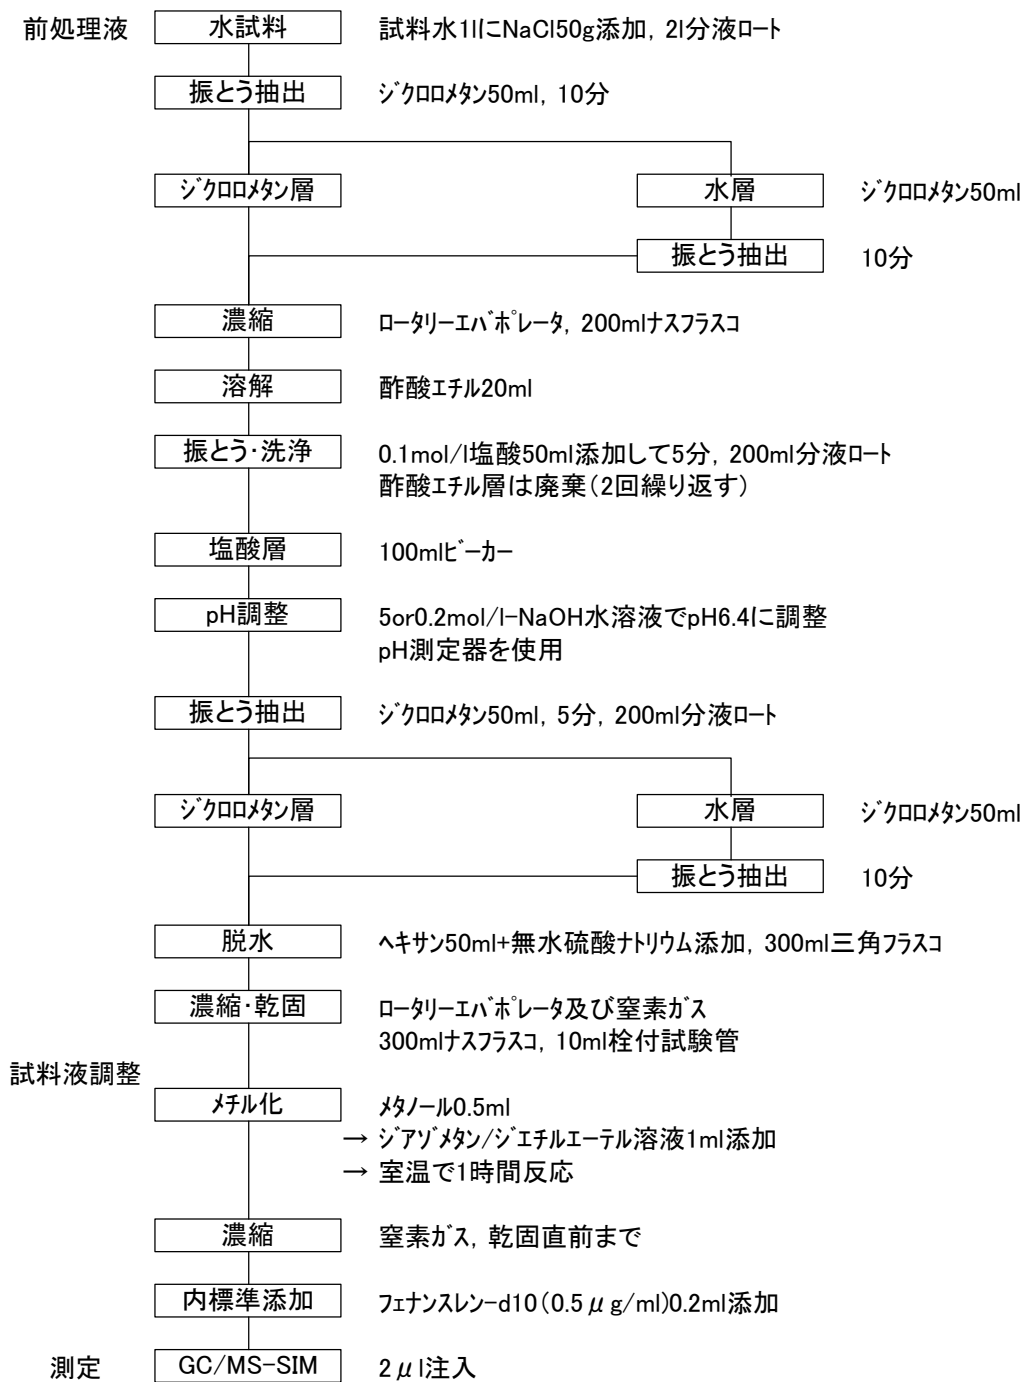 前処理液 水試料 試料水1lにNaCl50g添加，2l分液ﾛｰﾄ
振とう抽出 ｼﾞｸﾛﾛﾒﾀﾝ50ml，10分
ｼﾞｸﾛﾛﾒﾀﾝ層 水層 ｼﾞｸﾛﾛﾒﾀﾝ50ml
振とう抽出 10分
濃縮 ﾛｰﾀﾘｰｴﾊﾞﾎﾟﾚｰﾀ，200mlﾅｽﾌﾗｽｺ
溶解 酢酸ｴﾁﾙ20ml
振とう･洗浄 0.1mol/l塩酸50ml添加して5分，200ml分液ﾛｰﾄ
酢酸ｴﾁﾙ層は廃棄（2回繰り返す）
塩酸層 100mlﾋﾞｰｶｰ
pH調整 5or0.2mol/l-NaOH水溶液でpH6.4に調整
pH測定器を使用
振とう抽出 ｼﾞｸﾛﾛﾒﾀﾝ50ml，5分，200ml分液ﾛｰﾄ
ｼﾞｸﾛﾛﾒﾀﾝ層 水層 ｼﾞｸﾛﾛﾒﾀﾝ50ml
振とう抽出 10分
脱水 ﾍｷｻﾝ50ml+無水硫酸ﾅﾄﾘｳﾑ添加，300ml三角ﾌﾗｽｺ
濃縮･乾固 ﾛｰﾀﾘｰｴﾊﾞﾎﾟﾚｰﾀ及び窒素ｶﾞｽ
300mlﾅｽﾌﾗｽｺ，10ml栓付試験管
試料液調整
ﾒﾁﾙ化 ﾒﾀﾉｰﾙ0.5ml
→ ｼﾞｱｿﾞﾒﾀﾝ/ｼﾞｴﾁﾙｴｰﾃﾙ溶液1ml添加
→ 室温で1時間反応
濃縮 窒素ｶﾞｽ，乾固直前まで
内標準添加 ﾌｪﾅﾝｽﾚﾝ-d10（0.5μg/ml）0.2ml添加
測定 GC/MS-SIM 2μl注入